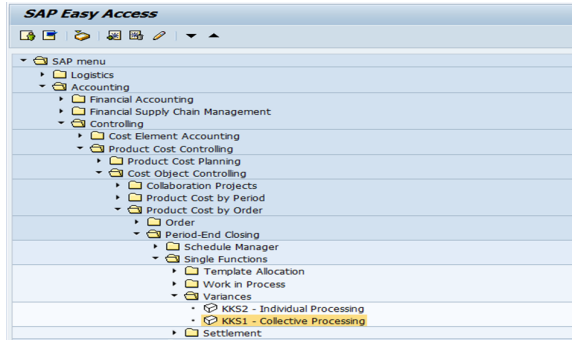 SAP Easy Access
SAP menu
Logistics
Accounting
Financial Accounting
Financial Supply Chain Management
Controlling
Cost Element Accounting
Product Cost Controlling
Product Cost Planning
Cost Object Controlling
Collaboration Projects
Product Cost by Period
Product Cost by Order
Order
Period-End Closing
Schedule Manager
Single Functions
Template Allocation
Work in Process
Variances
KKS2 - Individual Processing
KKS1 - Collective Processing
Settlement